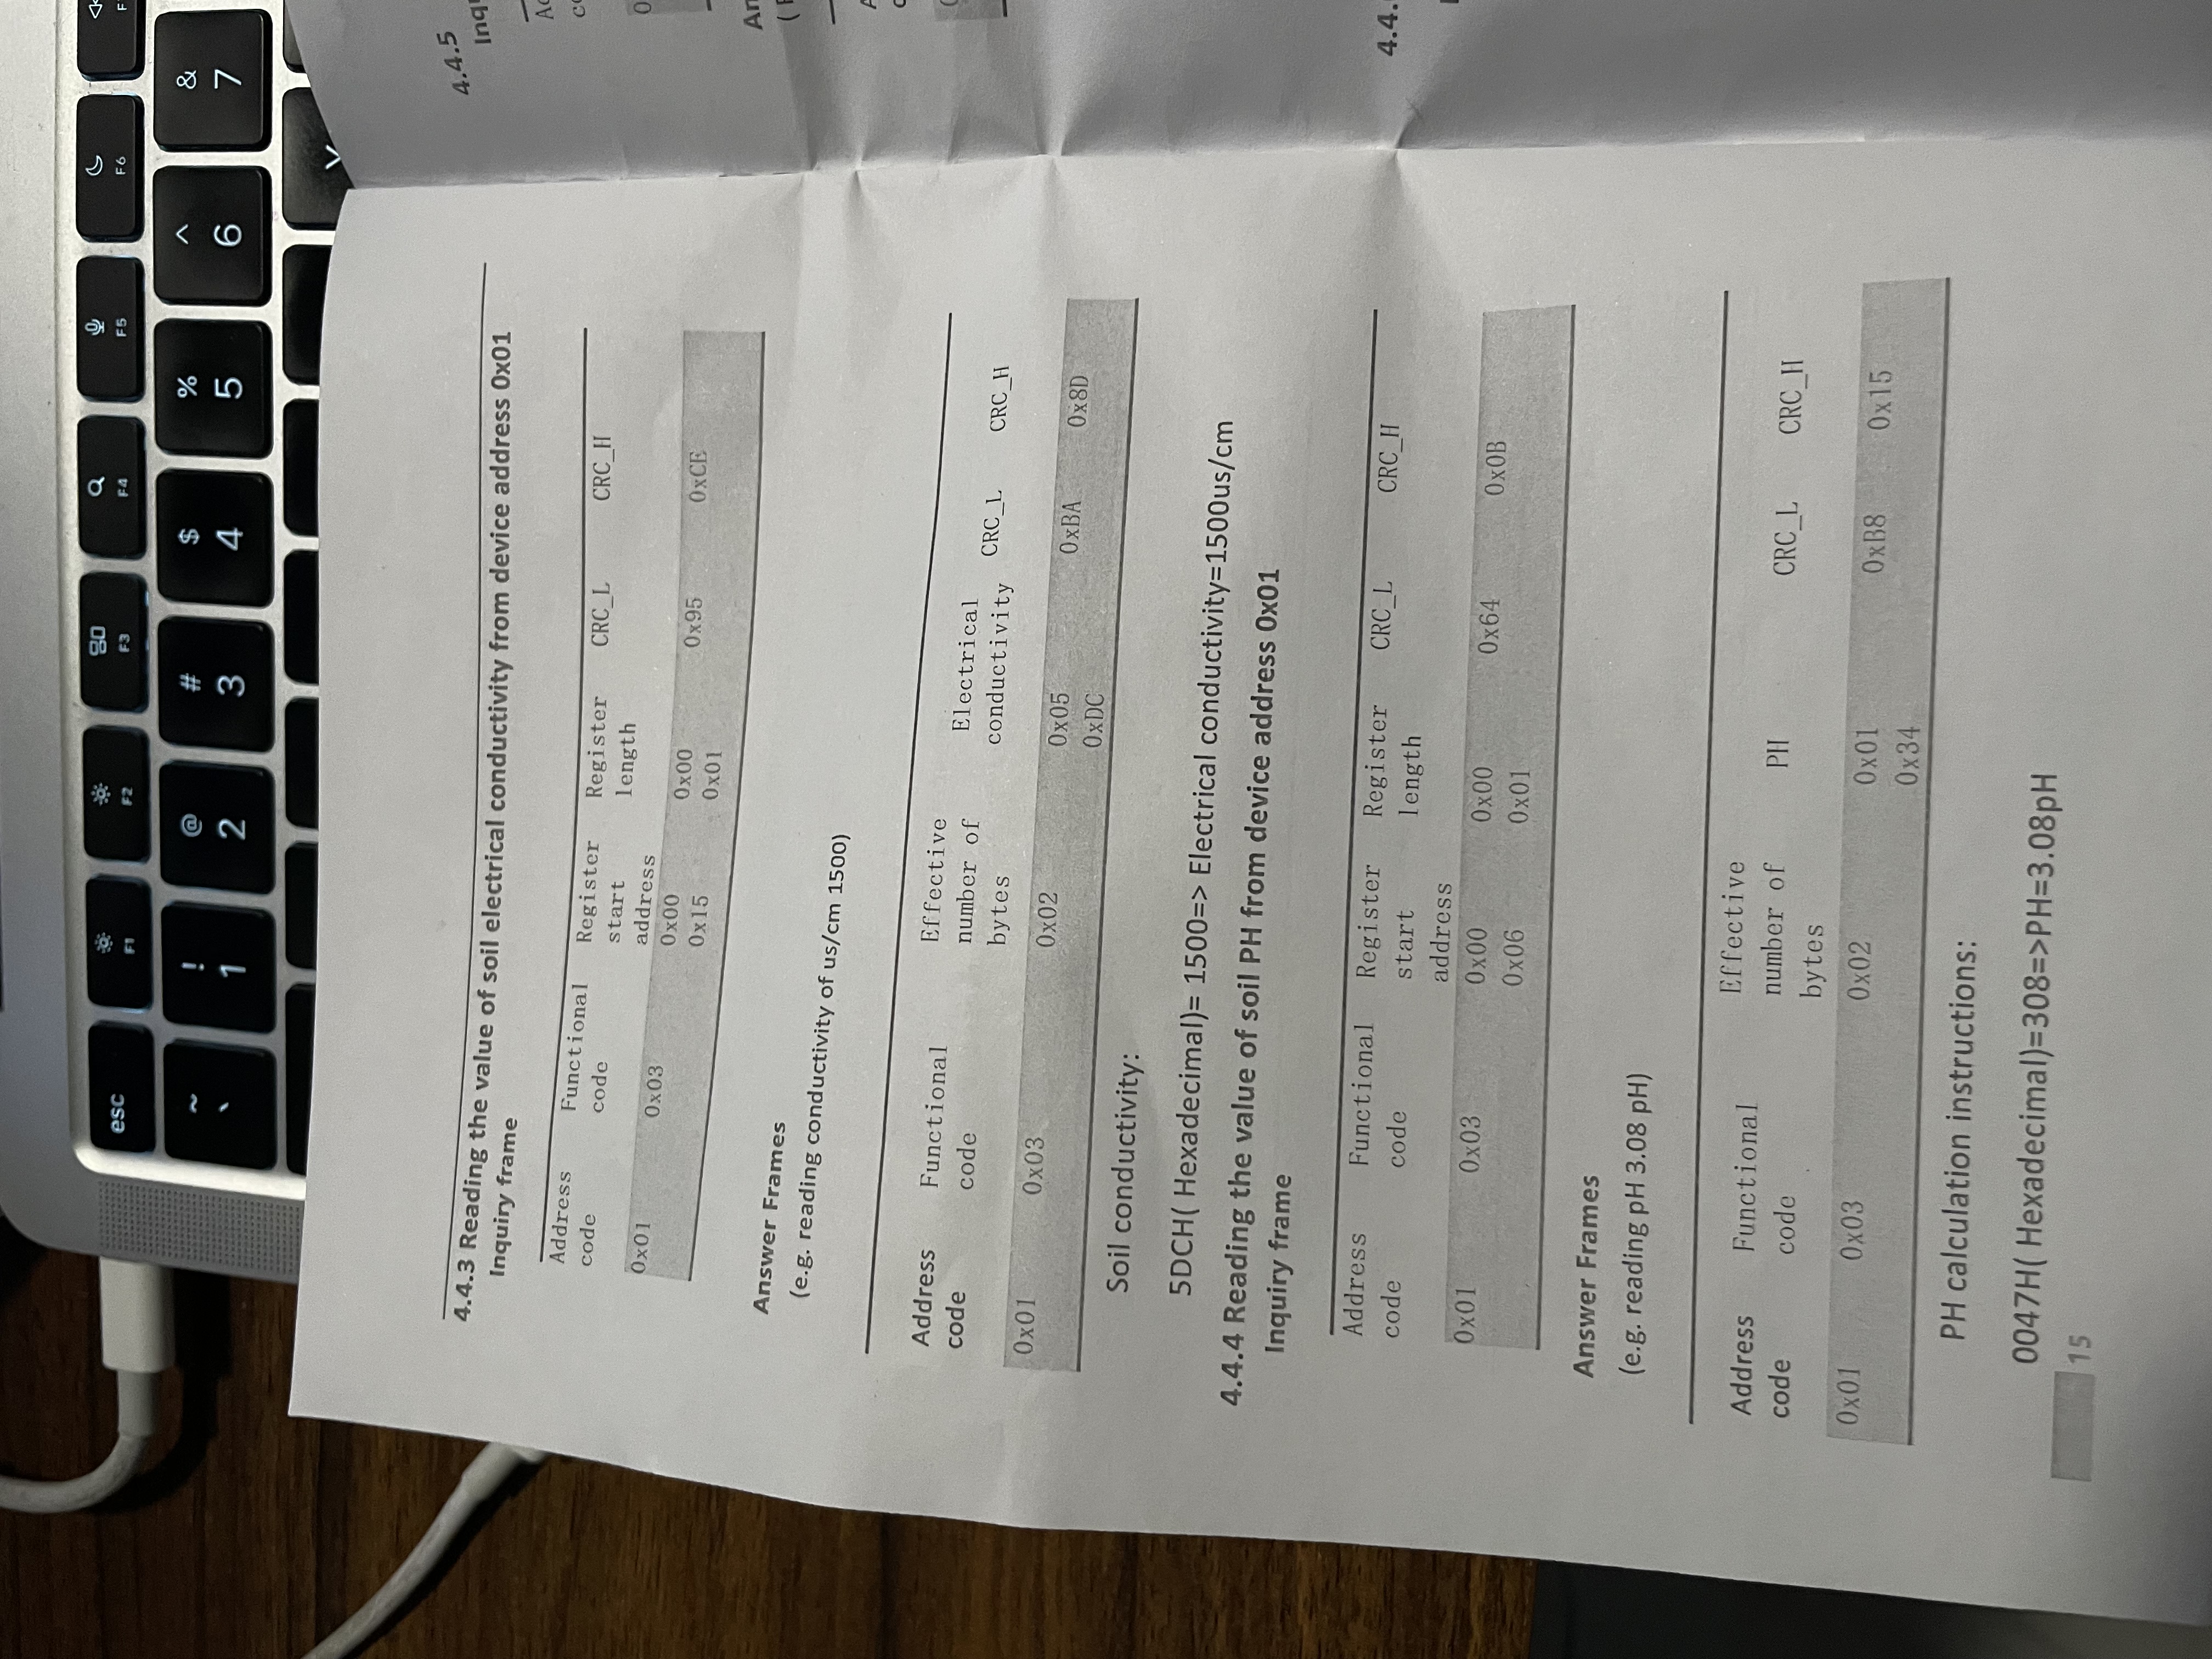 esc
F1
F2
F3
F4
F5
F6
~
`
!
1
@
2
#
3
$
4
%
5
^
6
&
7
4.4.3 Reading the value of soil electrical conductivity from device address 0x01
Inquiry frame
Address code Functional code Register start address Register length CRC_L CRC_H
0x01 0x03 0x00 0x15 0x00 0x01 0x95 0xCE
Answer Frames
(e.g. reading conductivity of us/cm 1500)
Address code Functional code Effective number of bytes Electrical conductivity CRC_L CRC_H
0x01 0x03 0x02 0x05 0xDC 0xBA 0x8D
Soil conductivity:
5DCH( Hexadecimal)= 1500=> Electrical conductivity=1500us/cm
4.4.4 Reading the value of soil PH from device address 0x01
Inquiry frame
Address code Functional code Register start address Register length CRC_L CRC_H
0x01 0x03 0x00 0x06 0x00 0x01 0x64 0x0B
Answer Frames
(e.g. reading pH 3.08 pH)
Address code Functional code Effective number of bytes PH CRC_L CRC_H
0x01 0x03 0x02 0x01 0x34 0xB8 0x15
PH calculation instructions:
0047H( Hexadecimal)=308=>PH=3.08pH
15
4.4.5